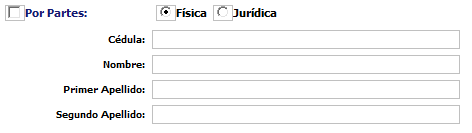 Por Partes: Física Jurídica
Cédula:
Nombre:
Primer Apellido:
Segundo Apellido: